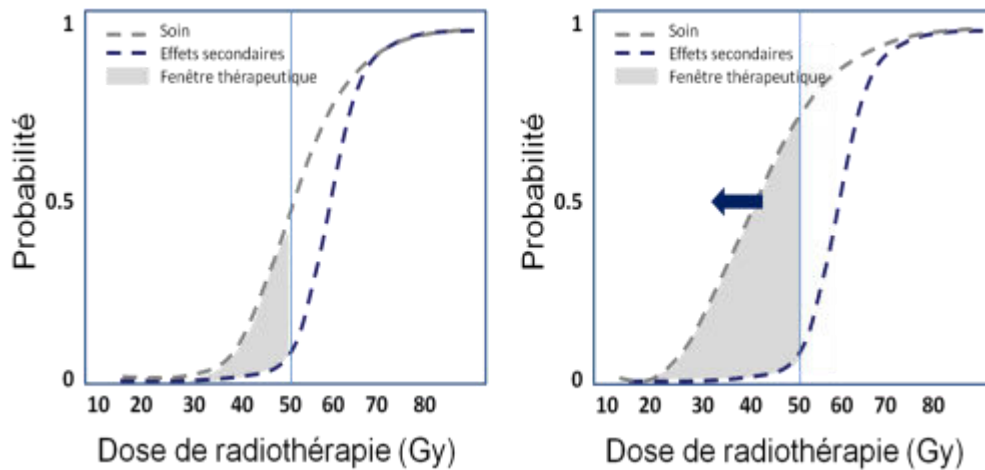 1
Soin
Effets secondaires
Fenêtre thérapeutique
Probabilité
0.5
0
10 20 30 40 50 60 70 80
Dose de radiothérapie (Gy)
1
Soin
Effets secondaires
Fenêtre thérapeutique
Probabilité
0.5
0
10 20 30 40 50 60 70 80
Dose de radiothérapie (Gy)